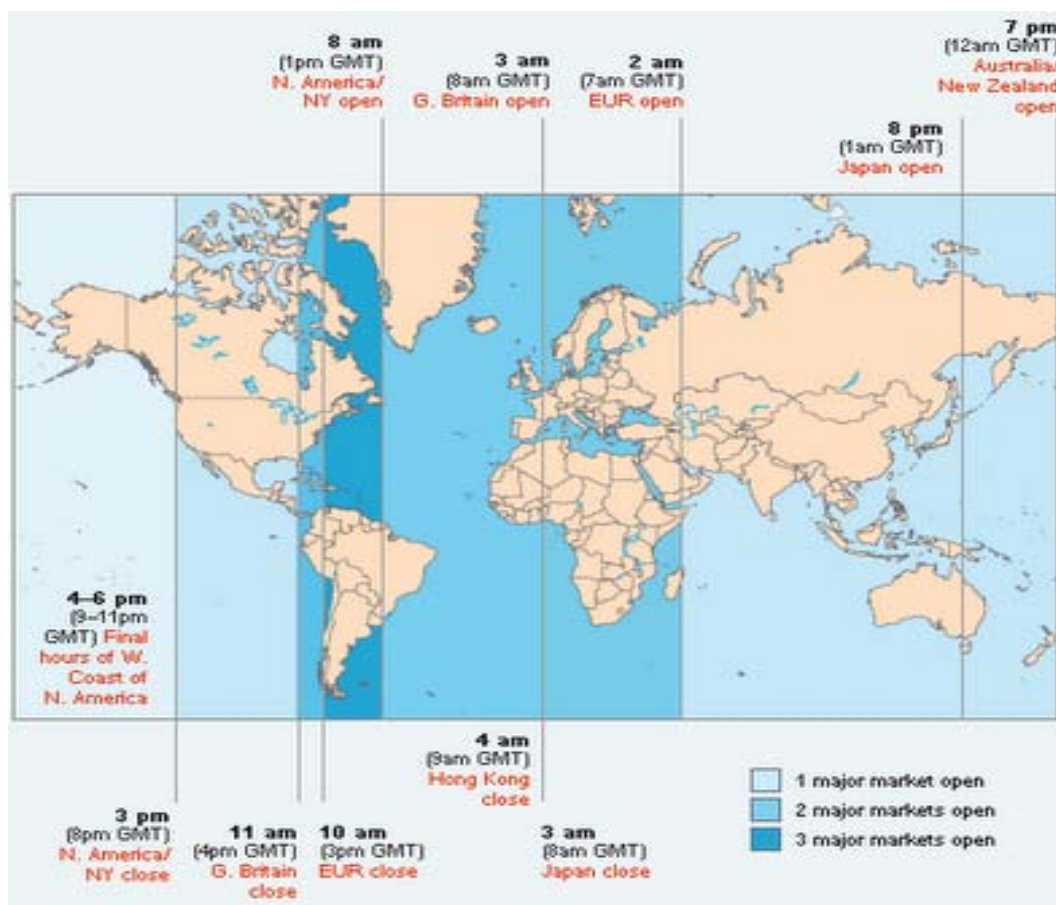 8 am
(1pm GMT)
N. America/
NY open
3 am
(8am GMT)
G. Britain open
2 am
(7am GMT)
EUR open
7 pm
(12am GMT)
Australia/
New Zealand
open
8 pm
(1am GMT)
Japan open
4–6 pm
(9–11pm
GMT) Final
hours of W.
Coast of
N. America
3 pm
(8pm GMT)
N. America/
NY close
11 am
(4pm GMT)
G. Britain
close
10 am
(3pm GMT)
EUR close
4 am
(9am GMT)
Hong Kong
close
3 am
(8am GMT)
Japan close
1 major market open
2 major markets open
3 major markets open